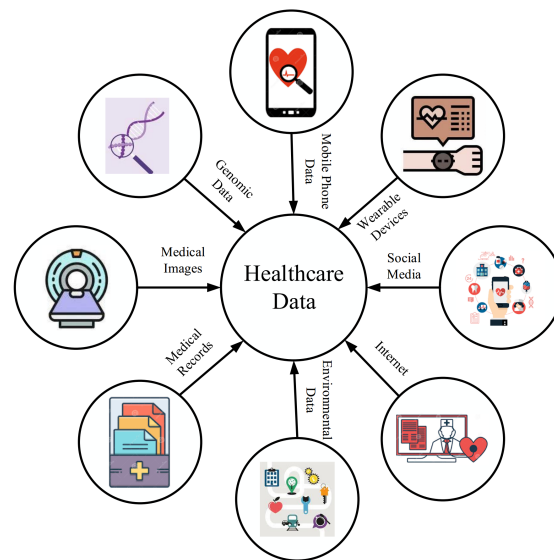 Mobile Phone
Data
Genomic
Data
Wearable
Devices
Medical
Images
Healthcare
Data
Social
Media
Medical
Records
Environmental
Data
Internet